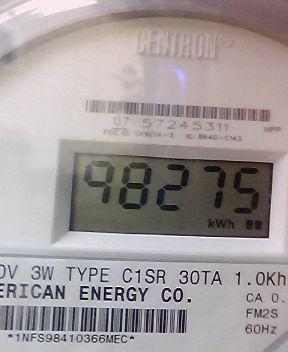 CENTRON®
07 57245311
HPP
98275
kWh
0V 3W TYPE C1SR 30TA 1.0Kh
ERICAN ENERGY CO.
CA 0.
FM2S
60Hz
*1NFS98410366MEC*